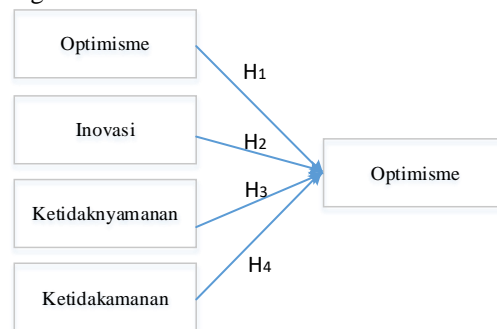 Optimisme
H1
Inovasi
H2
Optimisme
Ketidaknyamanan
H3
Ketidakamanan
H4